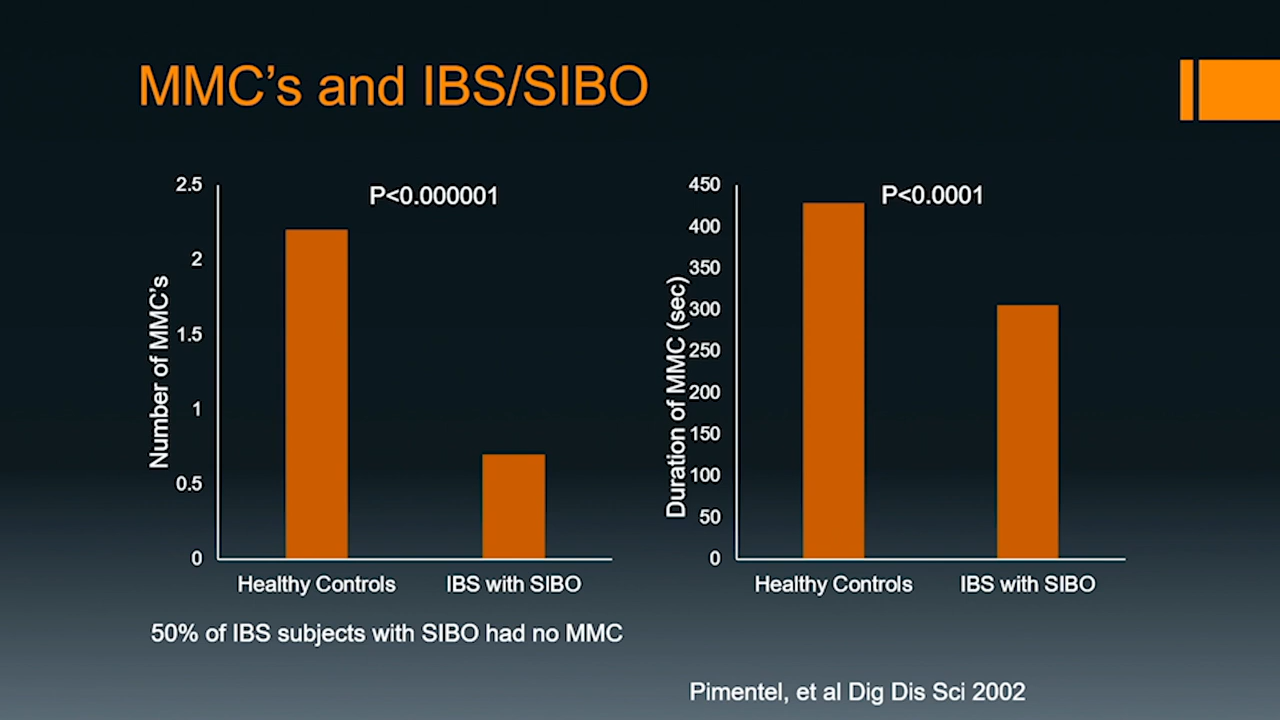 MMC's and IBS/SIBO
P<0.000001
Number of MMC's
2.5
2
1.5
1
0.5
0
Healthy Controls
IBS with SIBO
50% of IBS subjects with SIBO had no MMC
P<0.0001
Duration of MMC (sec)
450
400
350
300
250
200
150
100
50
0
Healthy Controls
IBS with SIBO
Pimentel, et al Dig Dis Sci 2002